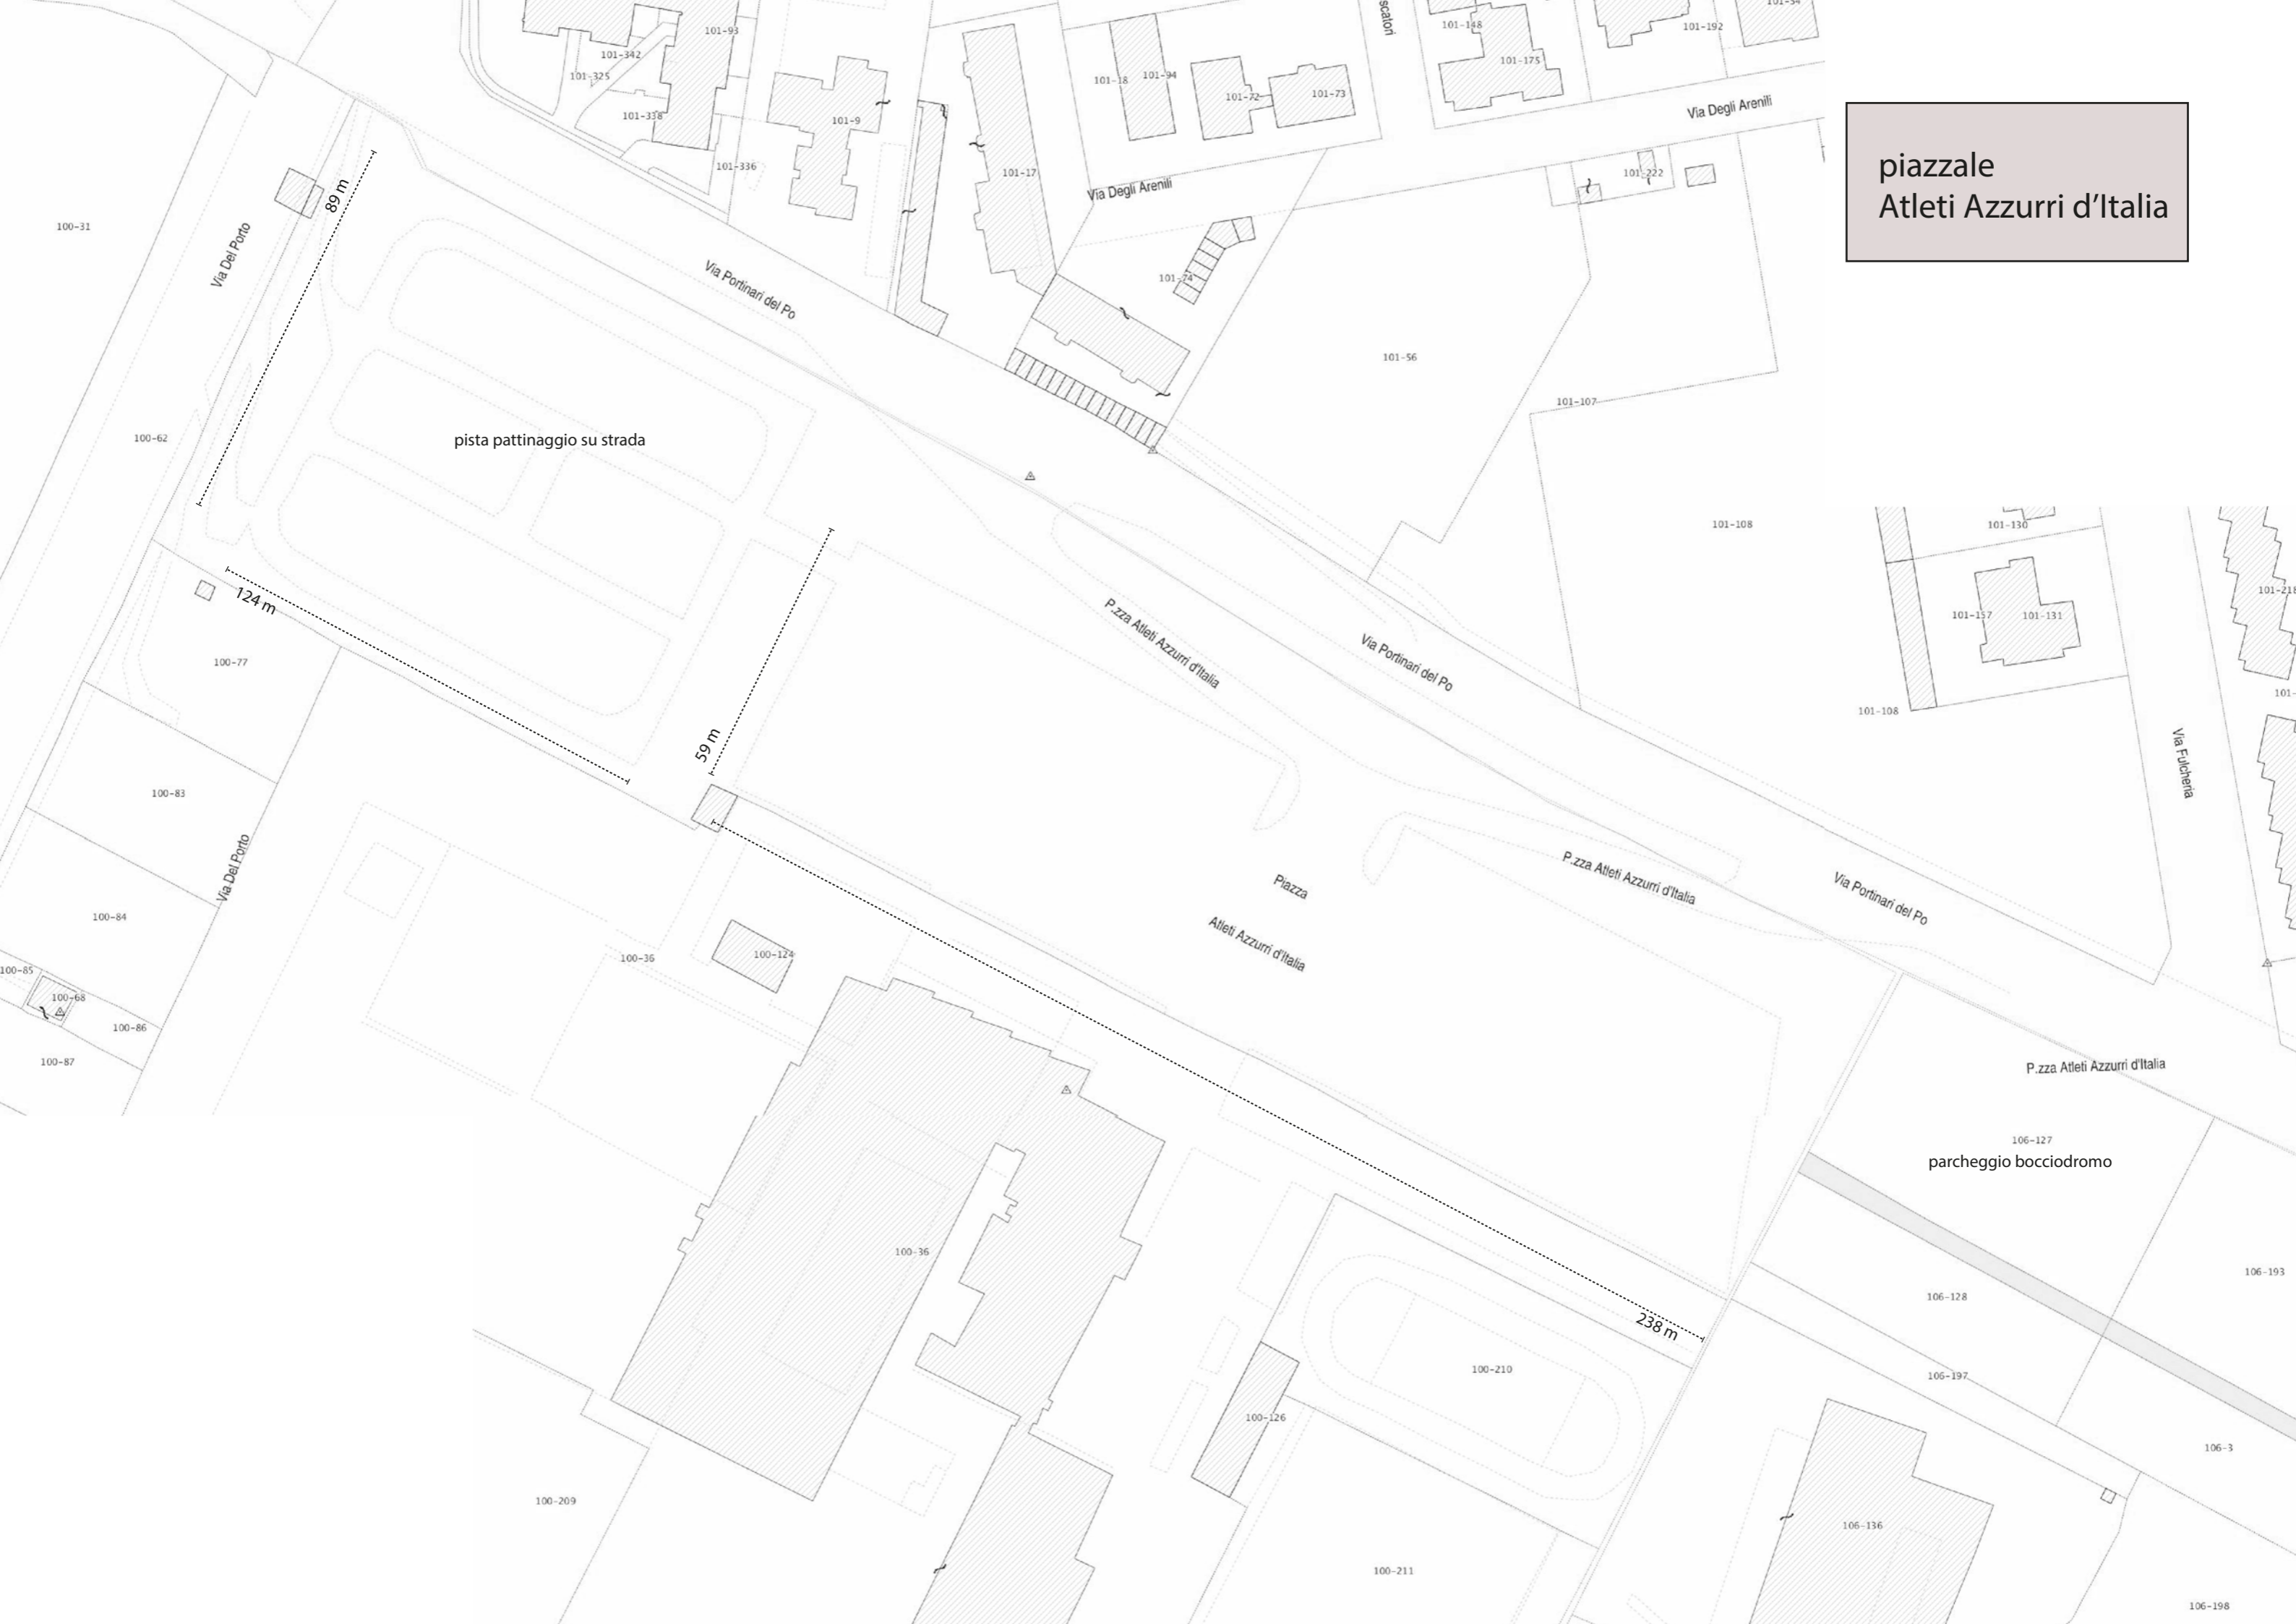 piazzale
Atleti Azzurri d'Italia
101-342
101-93
101-325
101-338
101-336
101-9
101-17
101-18
101-94
101-72
101-73
101-148
101-175
101-192
101-222
Via Degli Arenili
Via Degli Arenili
101-74
101-56
101-107
101-108
100-31
Via Del Porto
89 m
Via Portinari del Po
100-62
pista pattinaggio su strada
101-130
101-157
101-131
101-108
Via Fulcheria
124 m
59 m
P.zza Atleti Azzurri d'Italia
Via Portinari del Po
100-77
100-83
Via Del Porto
100-84
100-85
100-68
100-86
100-87
100-36
100-124
Piazza
Atleti Azzurri d'Italia
P.zza Atleti Azzurri d'Italia
Via Portinari del Po
P.zza Atleti Azzurri d'Italia
106-127
parcheggio bocciodromo
106-193
106-128
106-197
106-3
238 m
100-36
100-210
100-126
100-209
100-211
106-136
106-198